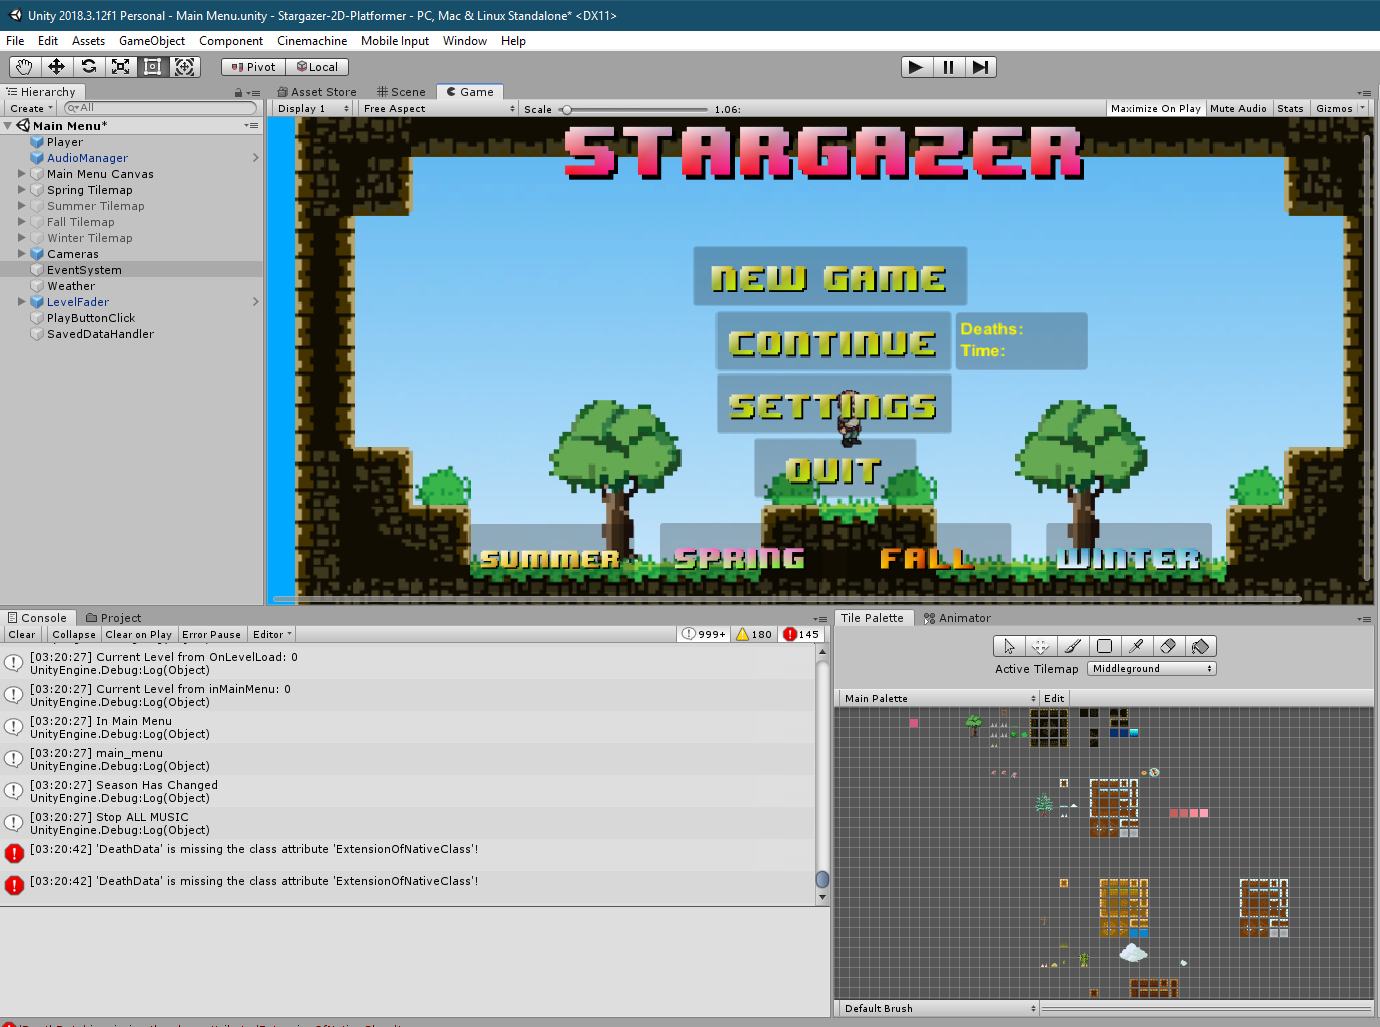 Unity 2018.3.12f1 Personal - Main Menu.unity - Stargazer-2D-Platformer - PC, Mac & Linux Standalone* <DX11>
File Edit Assets GameObject Component Cinemachine Mobile Input Window Help
Pivot Local
Hierarchy
Create All
Main Menu*
Player
AudioManager
Main Menu Canvas
Spring Tilemap
Summer Tilemap
Fall Tilemap
Winter Tilemap
Cameras
EventSystem
Weather
LevelFader
PlayButtonClick
SavedDataHandler
Asset Store Scene Game
Display 1 Free Aspect Scale 1.06: Maximize On Play Mute Audio Stats Gizmos
STARGAZER
NEW GAME
CONTINUE
Deaths:
Time:
SETTINGS
QUIT
SUMMER SPRING FALL WINTER
Console Project
Clear Collapse Clear on Play Error Pause Editor 999+ 180 145
[03:20:27] Current Level from OnLevelLoad: 0
UnityEngine.Debug:Log(Object)
[03:20:27] Current Level from inMainMenu: 0
UnityEngine.Debug:Log(Object)
[03:20:27] In Main Menu
UnityEngine.Debug:Log(Object)
[03:20:27] main_menu
UnityEngine.Debug:Log(Object)
[03:20:27] Season Has Changed
UnityEngine.Debug:Log(Object)
[03:20:27] Stop ALL MUSIC
UnityEngine.Debug:Log(Object)
[03:20:42] 'DeathData' is missing the class attribute 'ExtensionOfNativeClass'!
[03:20:42] 'DeathData' is missing the class attribute 'ExtensionOfNativeClass'!
Tile Palette Animator
Active Tilemap Middleground
Main Palette Edit
Default Brush